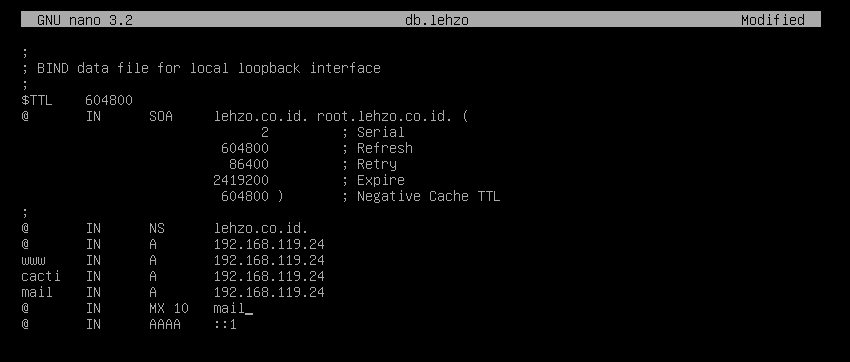 GNU nano 3.2 db.lehzo Modified
;
; BIND data file for local loopback interface
;
$TTL 604800
@ IN SOA lehzo.co.id. root.lehzo.co.id. (
2 ; Serial
604800 ; Refresh
86400 ; Retry
2419200 ; Expire
604800 ) ; Negative Cache TTL
;
@ IN NS lehzo.co.id.
@ IN A 192.168.119.24
www IN A 192.168.119.24
cacti IN A 192.168.119.24
mail IN A 192.168.119.24
@ IN MX 10 mail_
@ IN AAAA ::1